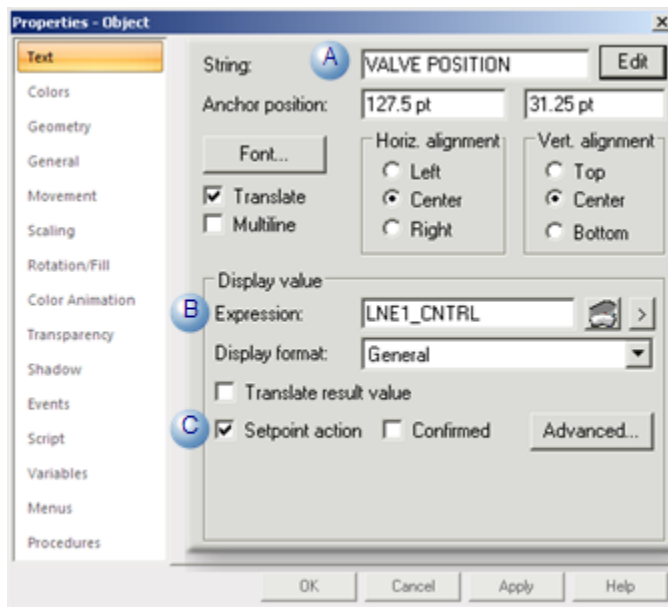 Properties - Object
Text
Colors
Geometry
General
Movement
Scaling
Rotation/Fill
Color Animation
Transparency
Shadow
Events
Script
Variables
Menus
Procedures
String: A VALVE POSITION Edit
Anchor position: 127.5 pt 31.25 pt
Font...
Translate
Multiline
Horiz. alignment
Left
Center
Right
Vert. alignment
Top
Center
Bottom
Display value
B Expression: LNE1_CNTRL >
Display format: General
Translate result value
C Setpoint action Confirmed Advanced...
OK Cancel Apply Help